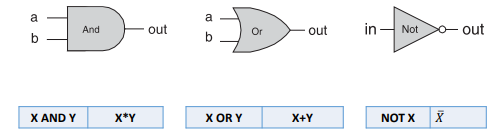 a
b
And
out
a
b
Or
out
in
Not
out
X AND Y X*Y
X OR Y X+Y
NOT X X̄